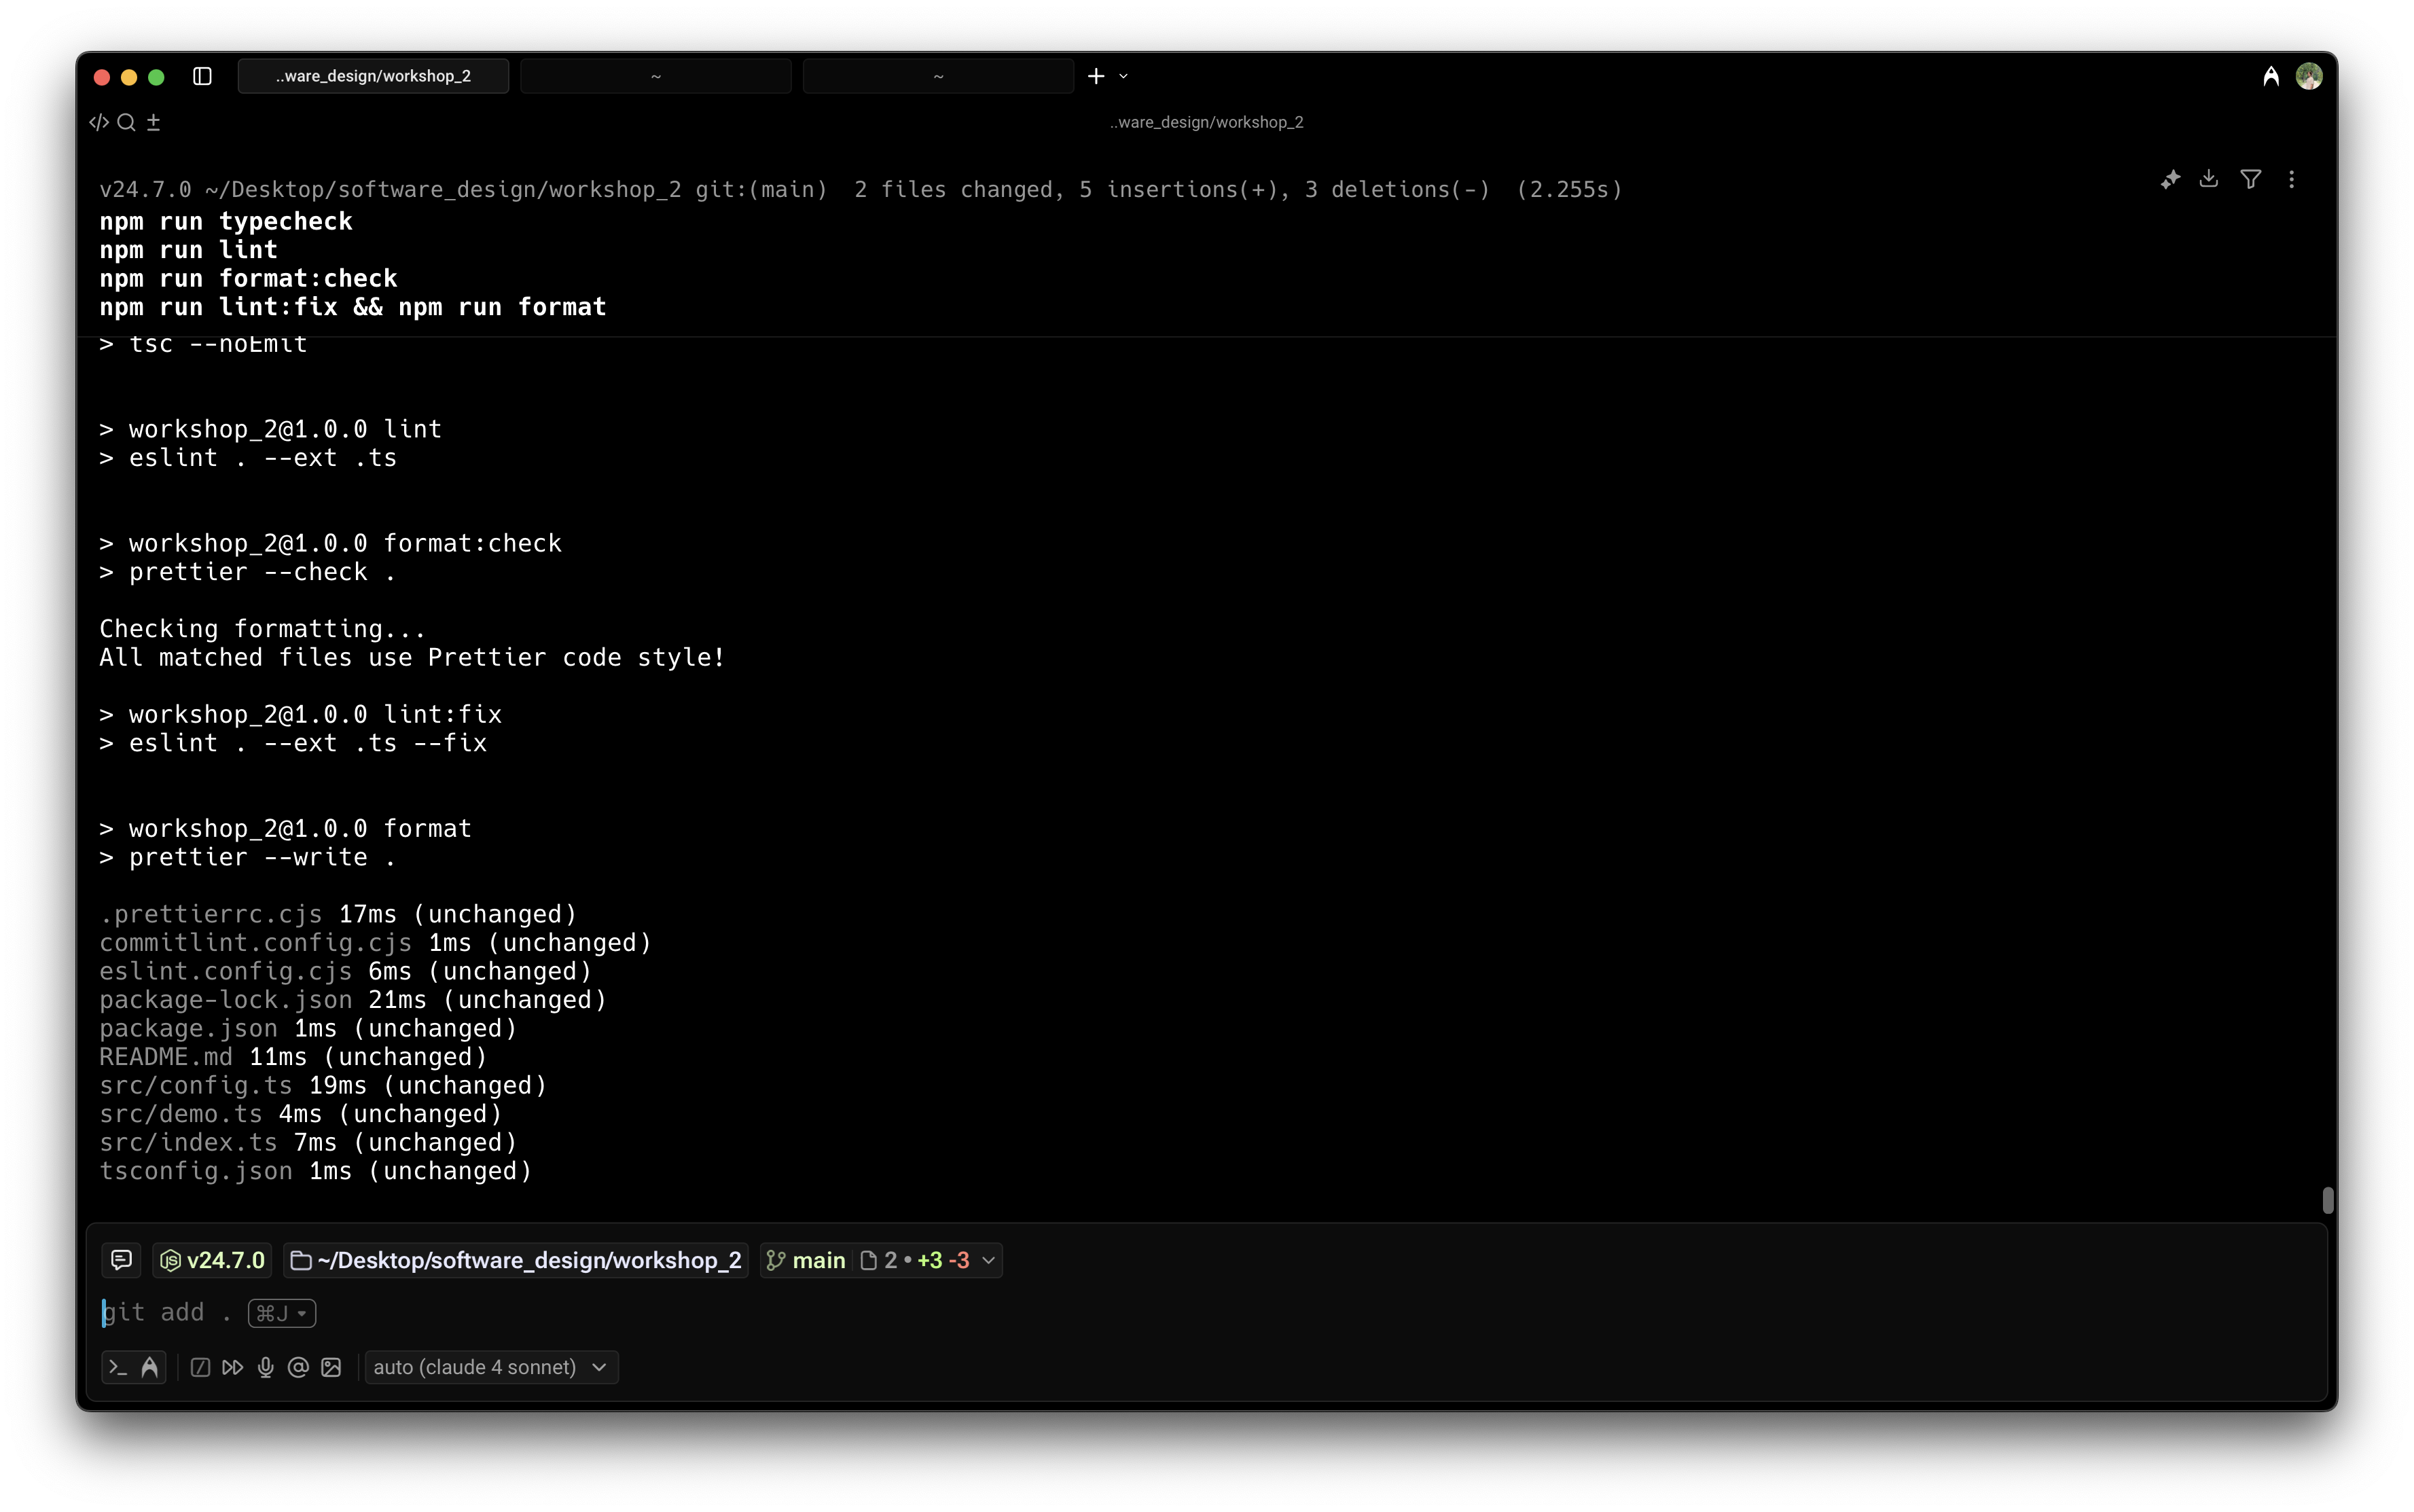 ..ware_design/workshop_2
~
~
..ware_design/workshop_2
v24.7.0 ~/Desktop/software_design/workshop_2 git:(main)  2 files changed, 5 insertions(+), 3 deletions(-)  (2.255s)
npm run typecheck
npm run lint
npm run format:check
npm run lint:fix && npm run format
> tsc --noEmit
> workshop_2@1.0.0 lint
> eslint . --ext .ts
> workshop_2@1.0.0 format:check
> prettier --check .
Checking formatting...
All matched files use Prettier code style!
> workshop_2@1.0.0 lint:fix
> eslint . --ext .ts --fix
> workshop_2@1.0.0 format
> prettier --write .
.prettierrc.cjs 17ms (unchanged)
commitlint.config.cjs 1ms (unchanged)
eslint.config.cjs 6ms (unchanged)
package-lock.json 21ms (unchanged)
package.json 1ms (unchanged)
README.md 11ms (unchanged)
src/config.ts 19ms (unchanged)
src/demo.ts 4ms (unchanged)
src/index.ts 7ms (unchanged)
tsconfig.json 1ms (unchanged)
v24.7.0 ~/Desktop/software_design/workshop_2 main 2 • +3 -3
git add . ⌘J
auto (claude 4 sonnet)